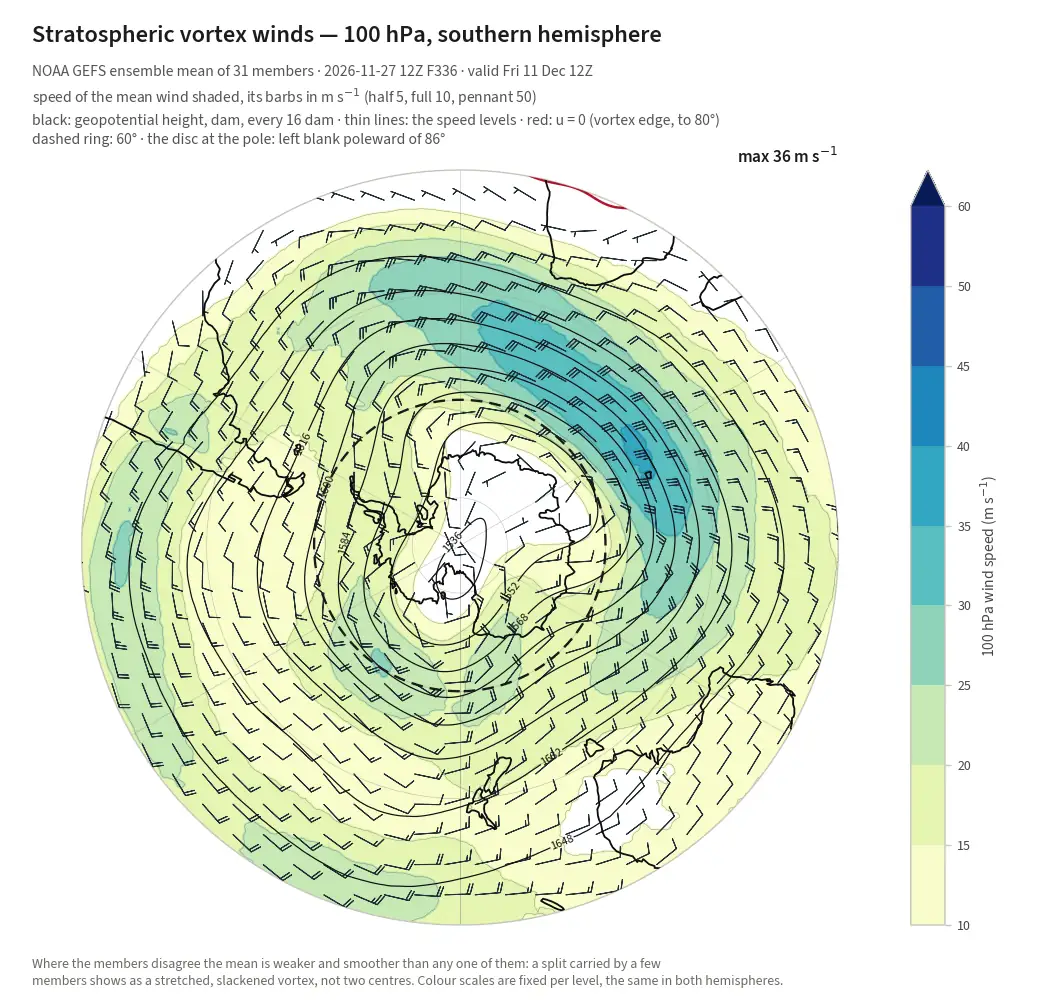 Stratospheric vortex winds — 100 hPa, southern hemisphere
NOAA GEFS ensemble mean of 31 members · 2026-11-27 12Z F336 · valid Fri 11 Dec 12Z
speed of the mean wind shaded, its barbs in m s⁻¹ (half 5, full 10, pennant 50)
black: geopotential height, dam, every 16 dam · thin lines: the speed levels · red: u = 0 (vortex edge, to 80°)
dashed ring: 60° · the disc at the pole: left blank poleward of 86°
max 36 m s⁻¹
60
50
45
40
35
30
25
20
15
10
100 hPa wind speed (m s⁻¹)
1584
1536
1568
1648
Where the members disagree the mean is weaker and smoother than any one of them: a split carried by a few
members shows as a stretched, slackened vortex, not two centres. Colour scales are fixed per level, the same in both hemispheres.